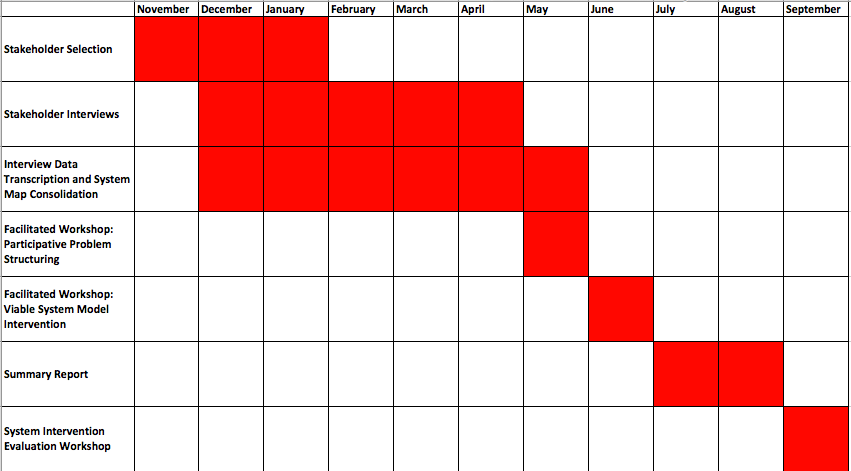 November December January February March April May June July August September
Stakeholder Selection
Stakeholder Interviews
Interview Data
Transcription and System
Map Consolidation
Facilitated Workshop:
Participative Problem
Structuring
Facilitated Workshop:
Viable System Model
Intervention
Summary Report
System Intervention
Evaluation Workshop